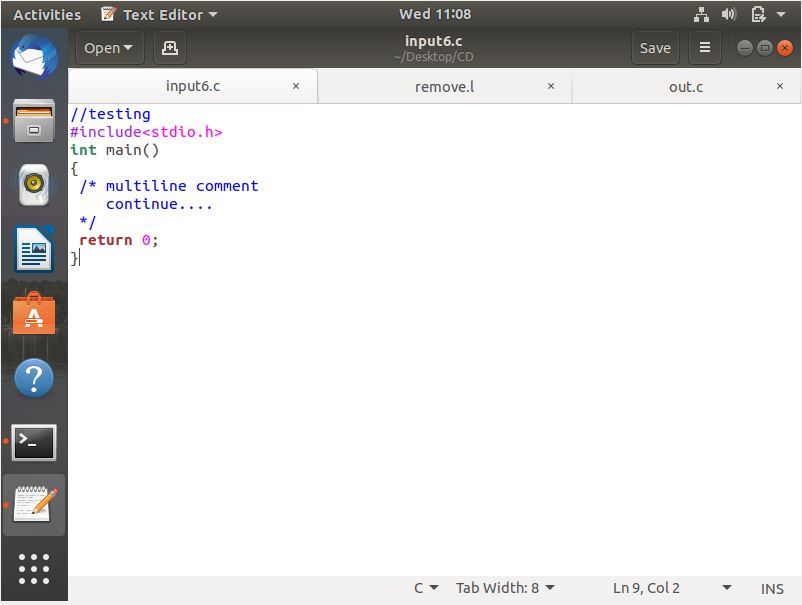 Activities Text Editor Wed 11:08
Open input6.c Save
~/Desktop/CD
input6.c × remove.l × out.c ×
//testing
#include<stdio.h>
int main()
{
 /* multiline comment
    continue....
 */
 return 0;
}
C Tab Width: 8 Ln 9, Col 2 INS